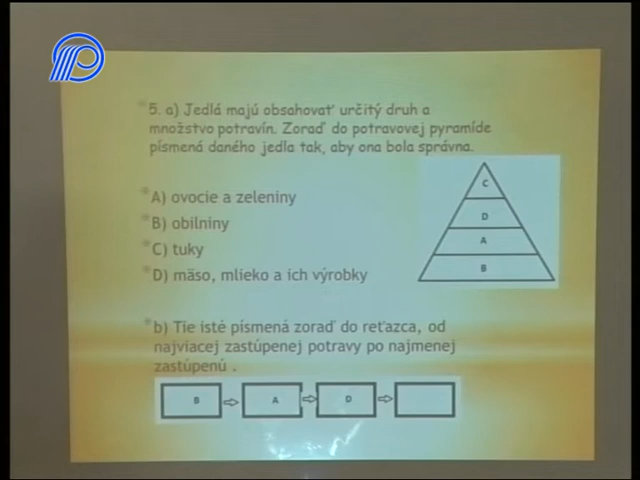 5. a) Jedlá majú obsahovať určitý druh a
množstvo potravín. Zoraď do potravovej pyramíde
písmená daného jedla tak, aby ona bola správna.
A) ovocie a zeleniny
B) obilniny
C) tuky
D) mäso, mlieko a ich výrobky
C
D
A
B
b) Tie isté písmená zoraď do reťazca, od
najviacej zastúpenej potravy po najmenej
zastúpenú .
B A D